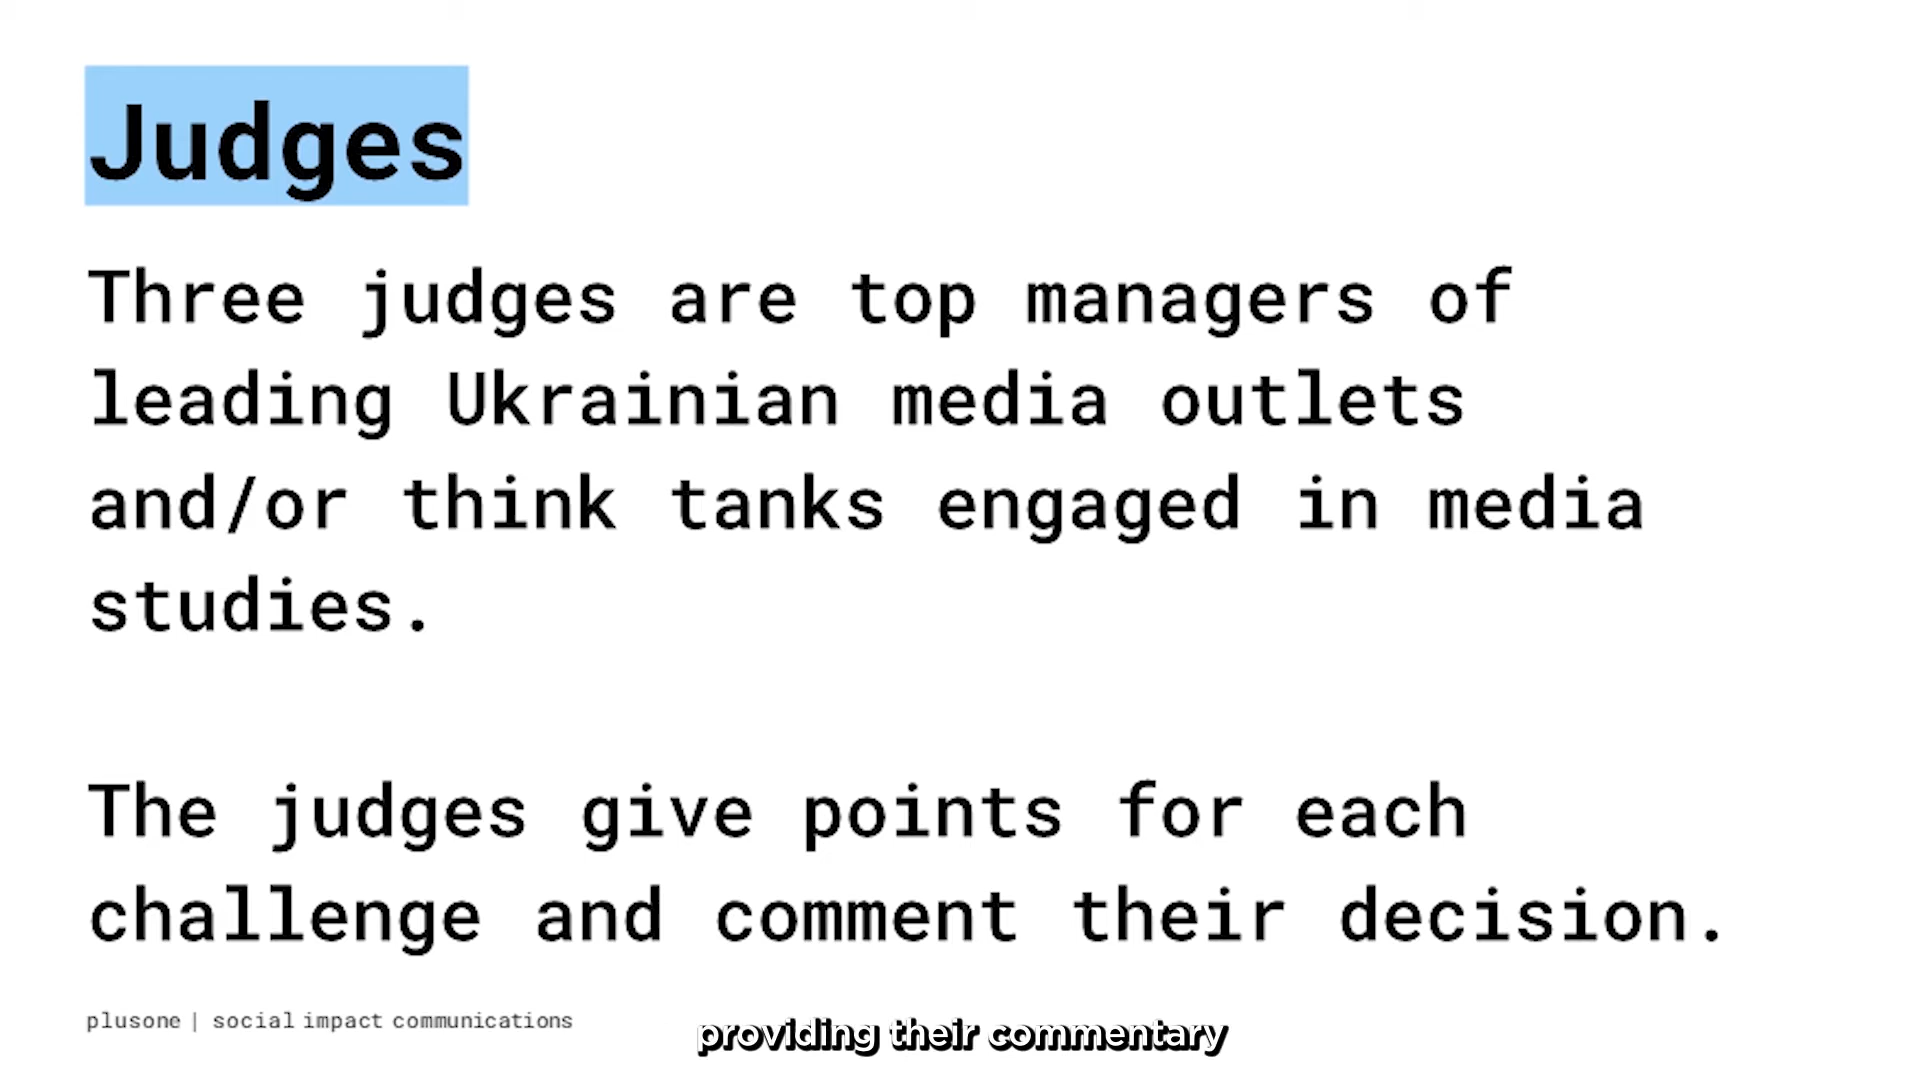 Judges
Three judges are top managers of
leading Ukrainian media outlets
and/or think tanks engaged in media
studies.
The judges give points for each
challenge and comment their decision.
plusone | social impact communications
providing their commentary